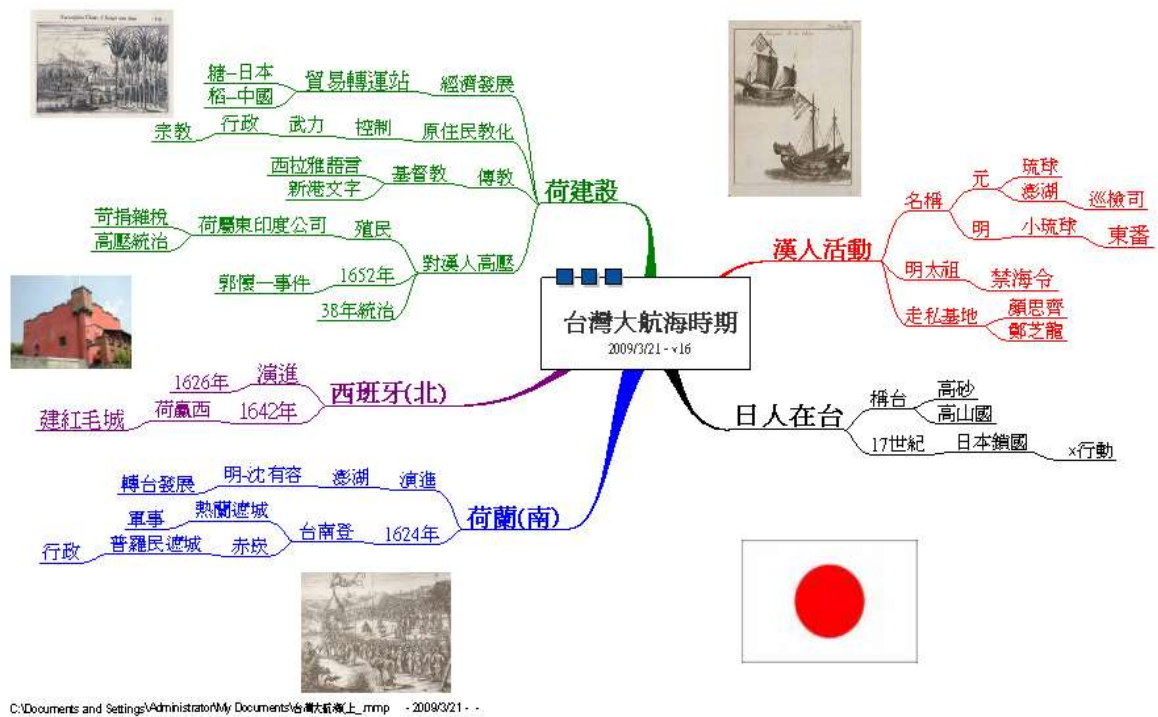 台灣大航海時期
2009/3/21 - v16
漢人活動
名稱
元
琉球
澎湖
巡檢司
明
小琉球
東番
明太祖
禁海令
走私基地
顏思齊
鄭芝龍
日人在台
稱台
高砂
高山國
17世紀
日本鎖國
x行動
荷蘭(南)
演進
澎湖
明-沈有容
轉台發展
1624年
台南登
熱蘭遮城
軍事
赤崁
普羅民遮城
行政
西班牙(北)
演進
1626年
1642年
荷贏西
建紅毛城
荷建設
經濟發展
貿易轉運站
糖-日本
稻-中國
原住民教化
控制
武力
行政
宗教
傳教
基督教
西拉雅語言
新港文字
對漢人高壓
殖民
荷屬東印度公司
苛捐雜稅
高壓統治
1652年
郭懷一事件
38年統治
C:\Documents and Settings\Administrator\My Documents\台灣大航海(上_.mmp - 2009/3/21 - -